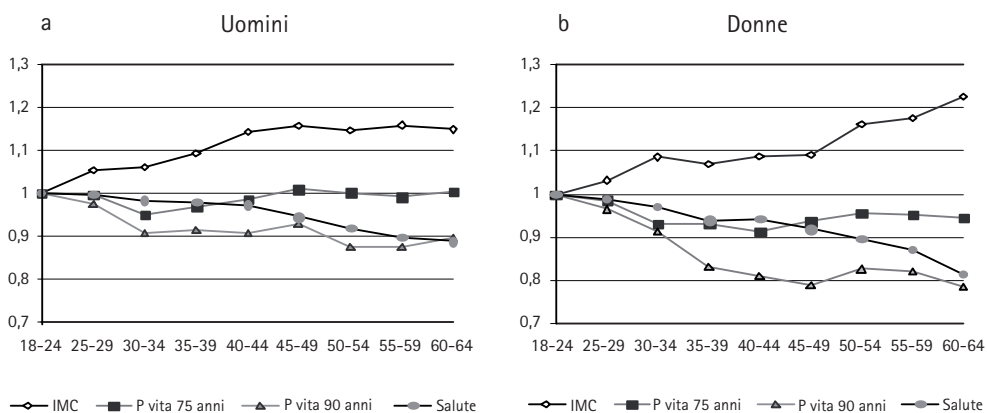 a Uomini
1,3
1,2
1,1
1
0,9
0,8
0,7
18-24 25-29 30-34 35-39 40-44 45-49 50-54 55-59 60-64
IMC P vita 75 anni P vita 90 anni Salute
b Donne
1,3
1,2
1,1
1
0,9
0,8
0,7
18-24 25-29 30-34 35-39 40-44 45-49 50-54 55-59 60-64
IMC P vita 75 anni P vita 90 anni Salute